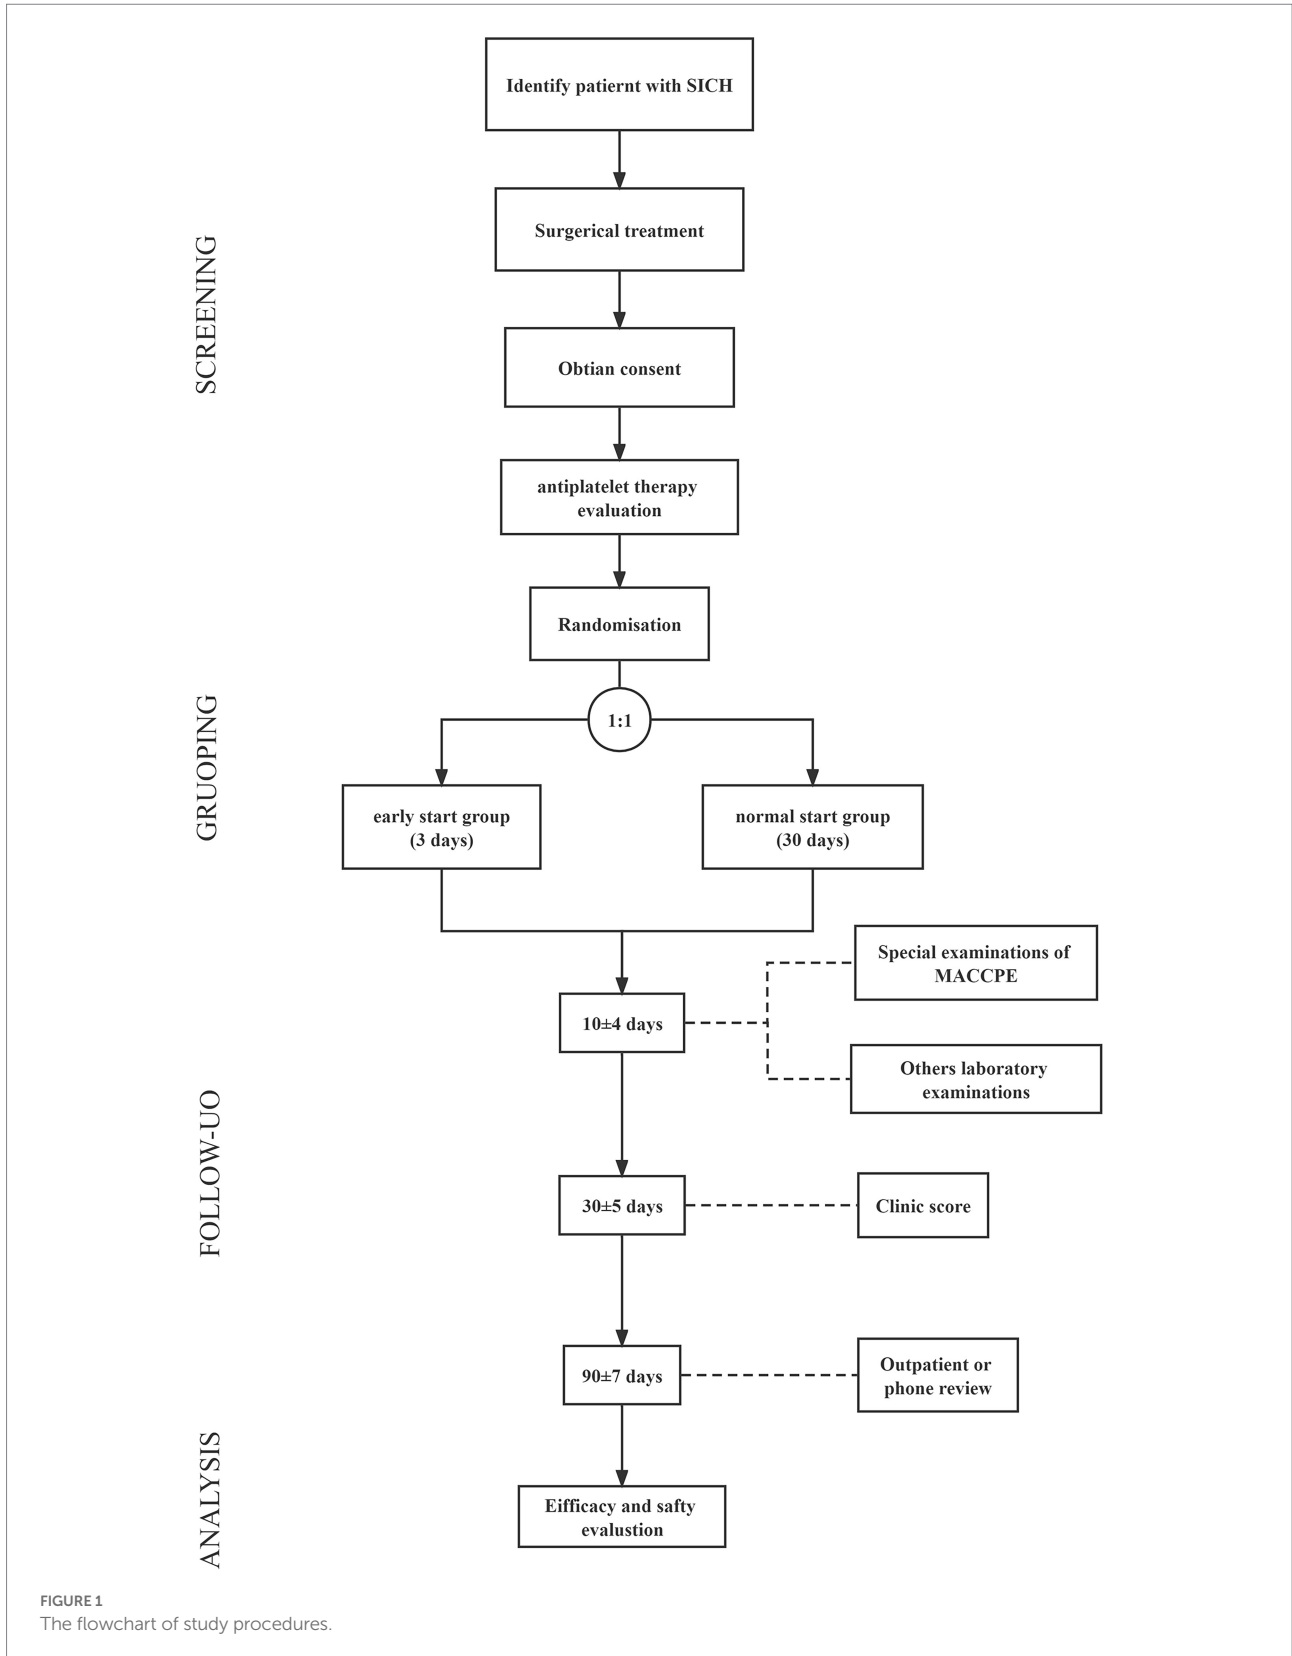 Identify patiernt with SICH
Surgerical treatment
SCREENING
Obtian consent
antiplatelet therapy
evaluation
Randomisation
GRUOPING
1:1
early start group
(3 days)
normal start group
(30 days)
Special examinations of
MACCPE
10±4 days
Others laboratory
examinations
FOLLOW-UO
30±5 days
Clinic score
90±7 days
Outpatient or
phone review
ANALYSIS
Eifficacy and safty
evalustion
FIGURE 1
The flowchart of study procedures.